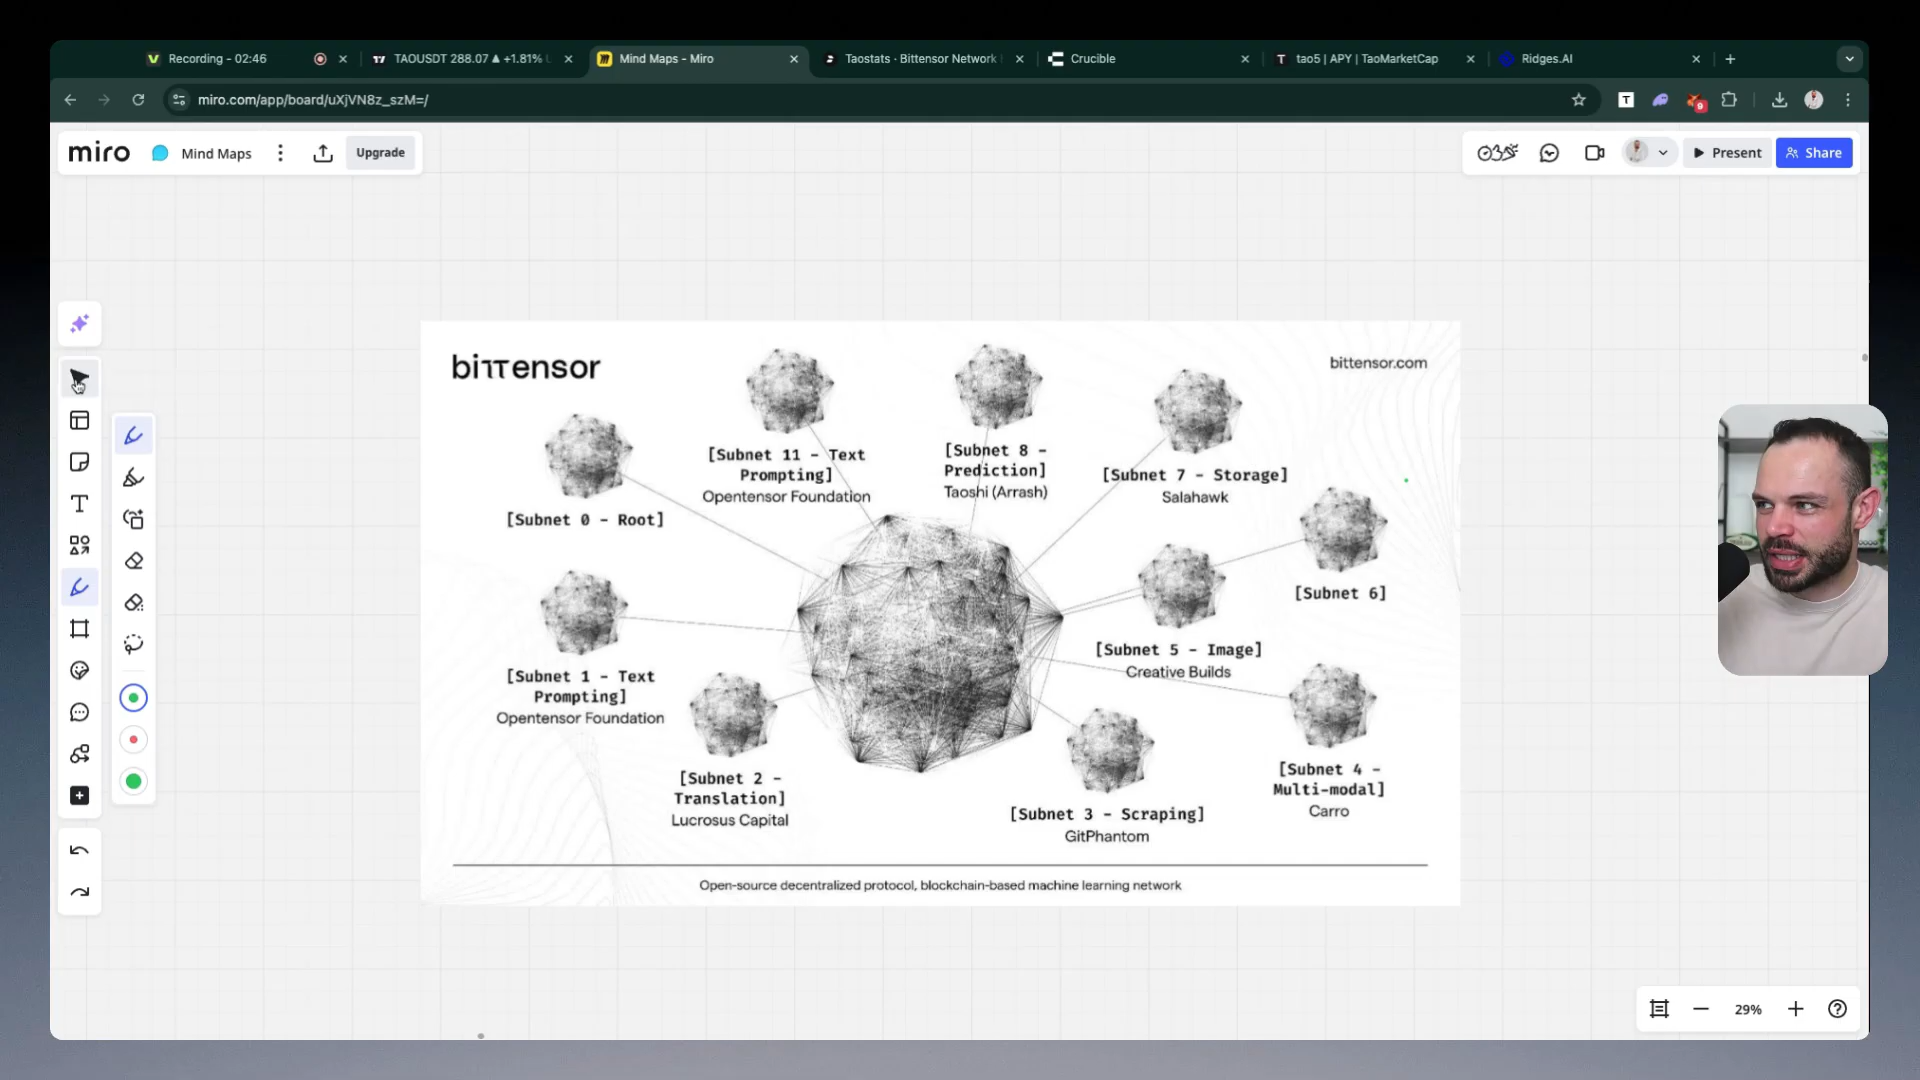 Recording - 02:46
TAOUSDT 288.07 ▲ +1.81%
Mind Maps - Miro
Taostats · Bittensor Network
Crucible
tao5 | APY | TaoMarketCap
Ridges.AI
miro.com/app/board/uXjVN8z_szM=/
9
miro
Mind Maps
Upgrade
Present
Share
bittensor
bittensor.com
[Subnet 11 - Text
Prompting]
Opentensor Foundation
[Subnet 8 -
Prediction]
Taoshi (Arrash)
[Subnet 7 - Storage]
Salahawk
[Subnet 0 - Root]
[Subnet 6]
[Subnet 5 - Image]
Creative Builds
[Subnet 1 - Text
Prompting]
Opentensor Foundation
[Subnet 2 -
Translation]
Lucrosus Capital
[Subnet 3 - Scraping]
GitPhantom
[Subnet 4 -
Multi-modal]
Carro
Open-source decentralized protocol, blockchain-based machine learning network
29%